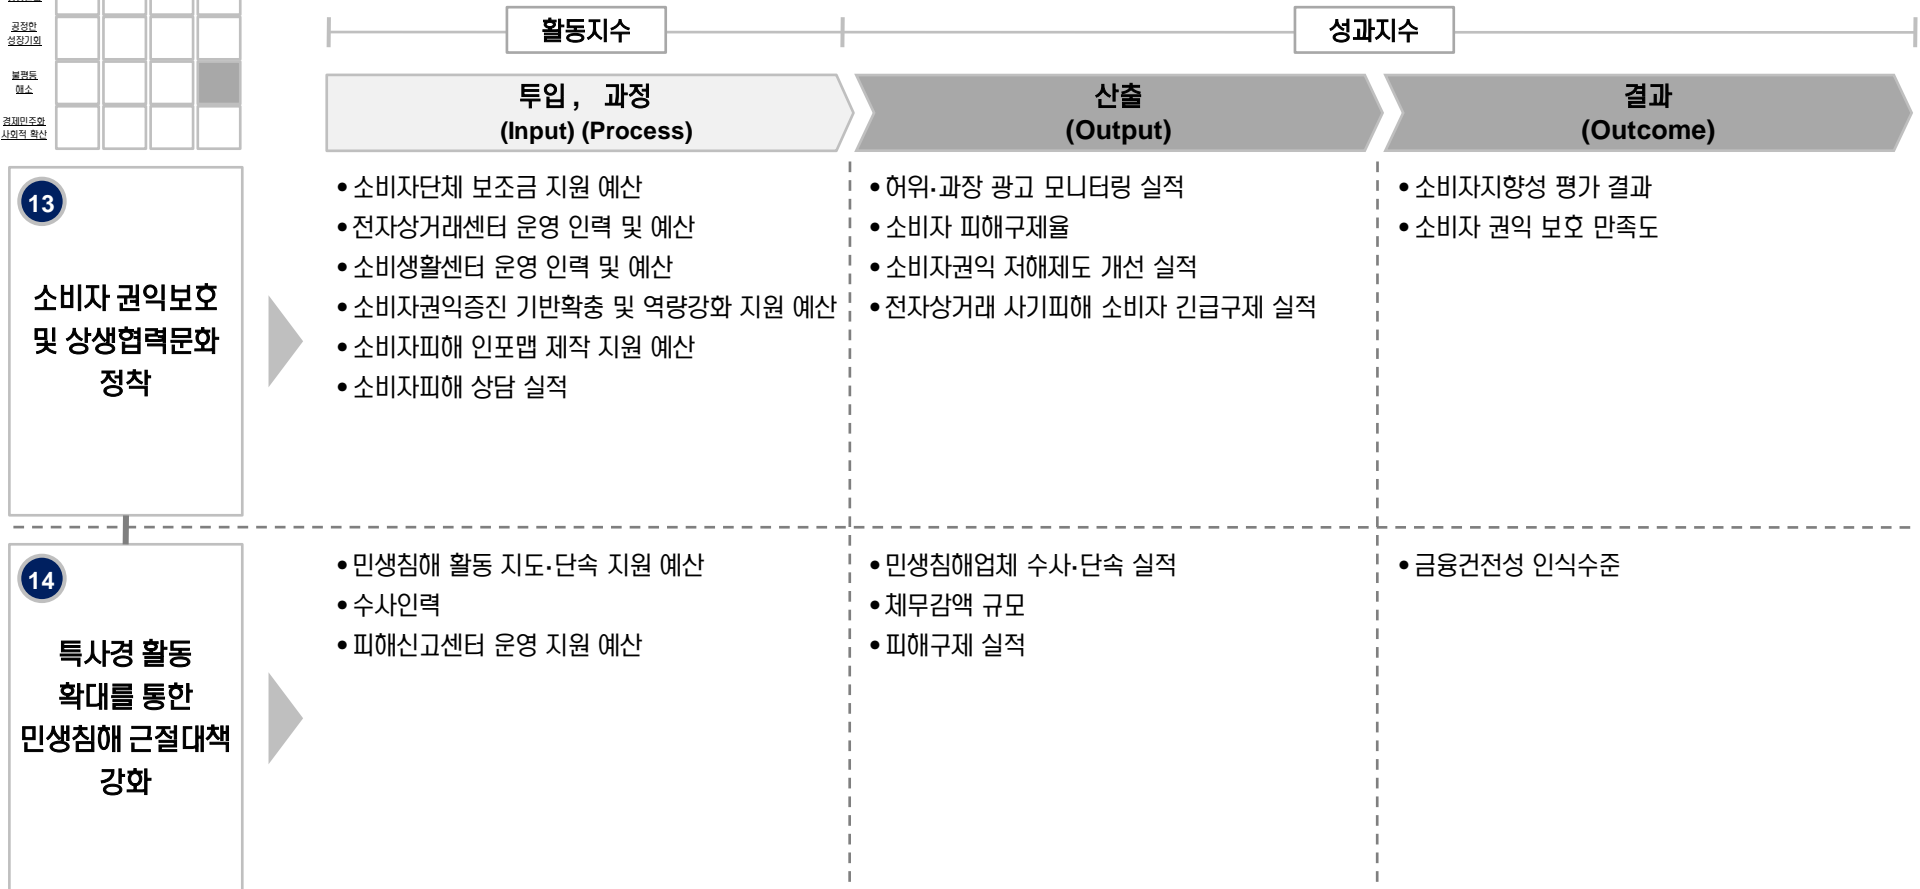 공정한
성장기회
불평등
해소
경제민주화
사회적 확산
활동지수
성과지수
투입 , 과정
(Input) (Process)
산출
(Output)
결과
(Outcome)
13
소비자 권익보호
및 상생협력문화
정착
• 소비자단체 보조금 지원 예산
• 전자상거래센터 운영 인력 및 예산
• 소비생활센터 운영 인력 및 예산
• 소비자권익증진 기반확충 및 역량강화 지원 예산
• 소비자피해 인포맵 제작 지원 예산
• 소비자피해 상담 실적
• 허위·과장 광고 모니터링 실적
• 소비자 피해구제율
• 소비자권익 저해제도 개선 실적
• 전자상거래 사기피해 소비자 긴급구제 실적
• 소비자지향성 평가 결과
• 소비자 권익 보호 만족도
14
특사경 활동
확대를 통한
민생침해 근절대책
강화
• 민생침해 활동 지도·단속 지원 예산
• 수사인력
• 피해신고센터 운영 지원 예산
• 민생침해업체 수사·단속 실적
• 채무감액 규모
• 피해구제 실적
• 금융건전성 인식수준